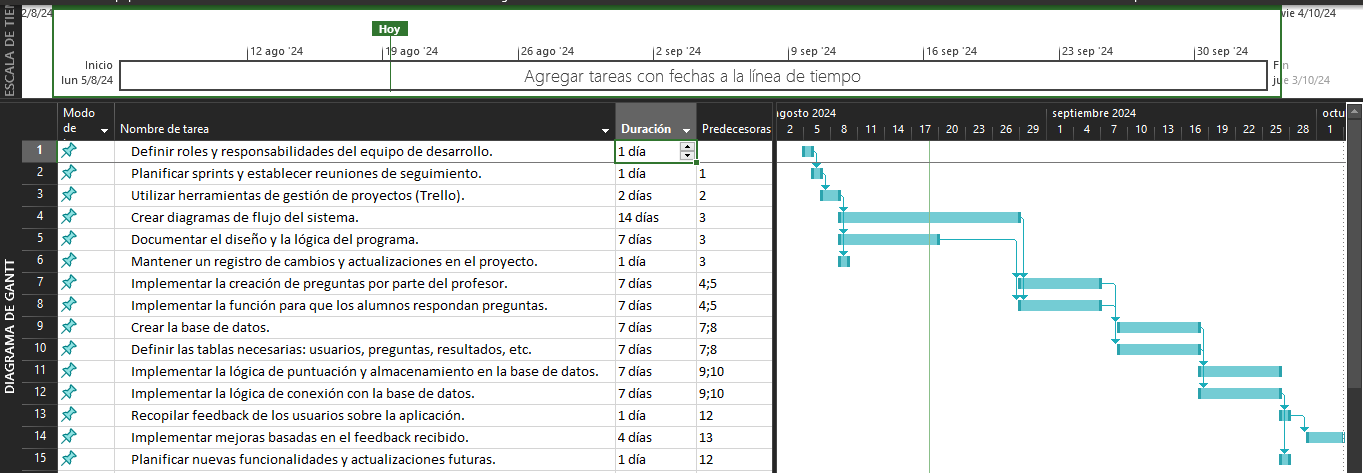 ESCALA DE TIE
2/8/24
vie 4/10/24
Hoy
12 ago '24 19 ago '24 26 ago '24 2 sep '24 9 sep '24 16 sep '24 23 sep '24 30 sep '24
Inicio
lun 5/8/24
Agregar tareas con fechas a la línea de tiempo
Fin
jue 3/10/24
DIAGRAMA DE GANTT
Modo de Nombre de tarea Duración Predecesoras
agosto 2024 septiembre 2024 octu
2 5 8 11 14 17 20 23 26 29 1 4 7 10 13 16 19 22 25 28 1
1 Definir roles y responsabilidades del equipo de desarrollo. 1 día
2 Planificar sprints y establecer reuniones de seguimiento. 1 día 1
3 Utilizar herramientas de gestión de proyectos (Trello). 2 días 2
4 Crear diagramas de flujo del sistema. 14 días 3
5 Documentar el diseño y la lógica del programa. 7 días 3
6 Mantener un registro de cambios y actualizaciones en el proyecto. 1 día 3
7 Implementar la creación de preguntas por parte del profesor. 7 días 4;5
8 Implementar la función para que los alumnos respondan preguntas. 7 días 4;5
9 Crear la base de datos. 7 días 7;8
10 Definir las tablas necesarias: usuarios, preguntas, resultados, etc. 7 días 7;8
11 Implementar la lógica de puntuación y almacenamiento en la base de datos. 7 días 9;10
12 Implementar la lógica de conexión con la base de datos. 7 días 9;10
13 Recopilar feedback de los usuarios sobre la aplicación. 1 día 12
14 Implementar mejoras basadas en el feedback recibido. 4 días 13
15 Planificar nuevas funcionalidades y actualizaciones futuras. 1 día 12